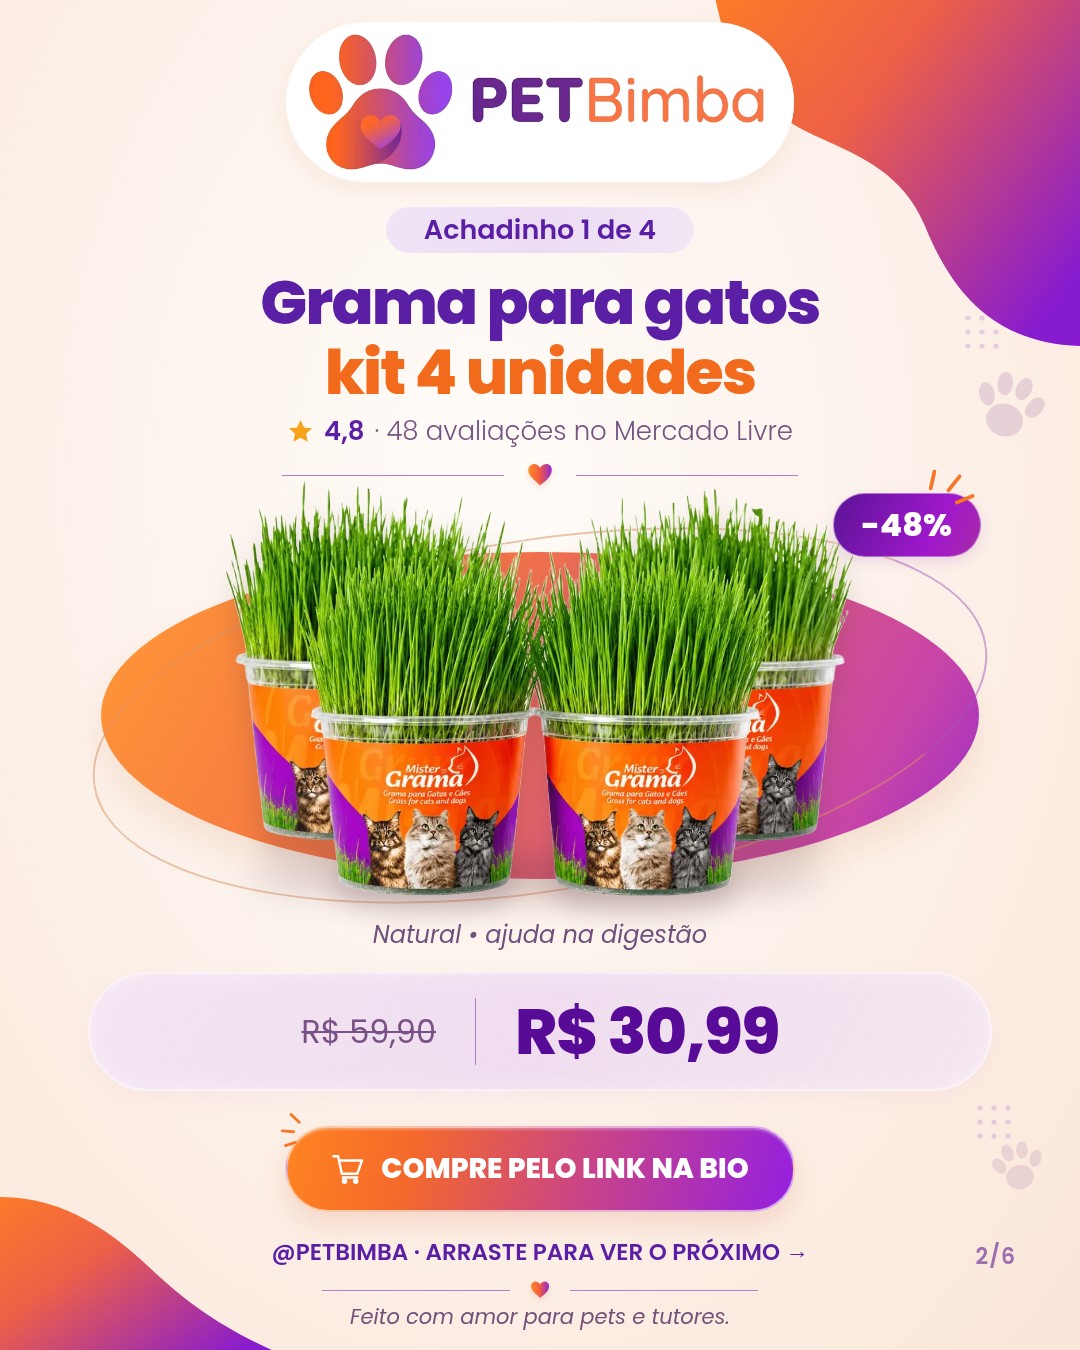 PETBimba
Achadinho 1 de 4
Grama para gatos
kit 4 unidades
4,8 · 48 avaliações no Mercado Livre
-48%
Mister
Grama
Grama para Gatos e Cães
Grass for cats and dogs
Mister
Grama
Grama para Gatos e Cães
Grass for cats and dogs
Natural • ajuda na digestão
R$ 59,90
R$ 30,99
COMPRE PELO LINK NA BIO
@PETBIMBA · ARRASTE PARA VER O PRÓXIMO →
2/6
Feito com amor para pets e tutores.